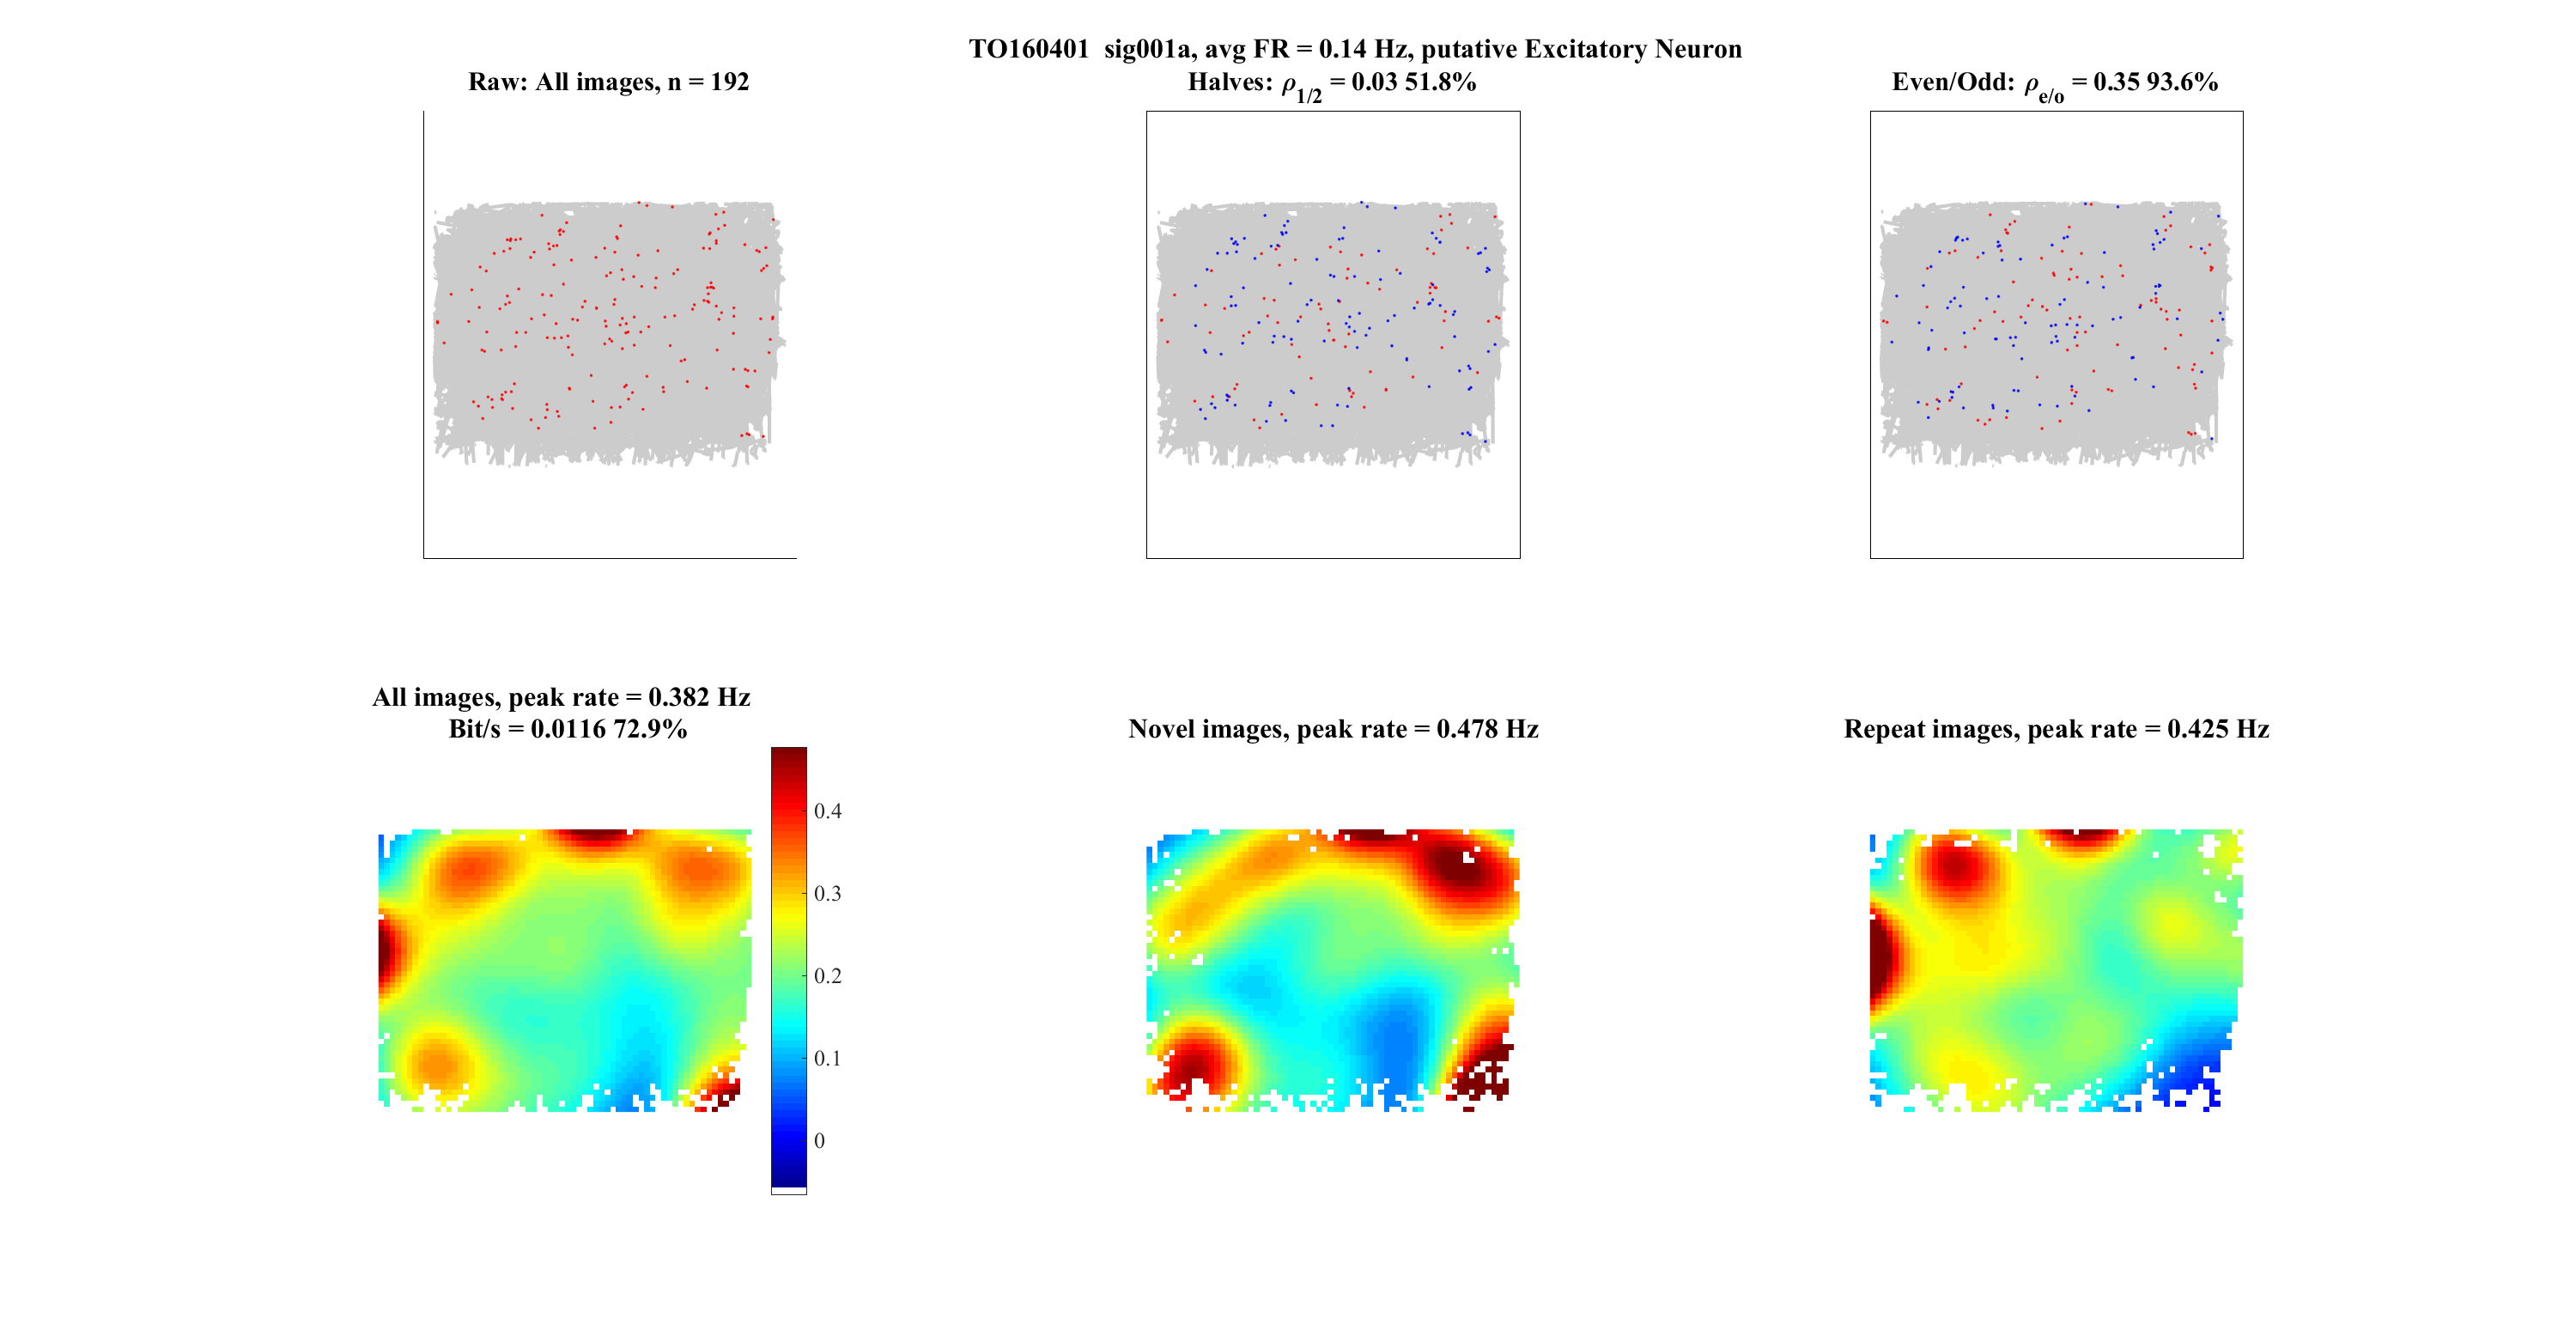 TO160401  sig001a, avg FR = 0.14 Hz, putative Excitatory Neuron
Raw: All images, n = 192
Halves: ρ1/2 = 0.03 51.8%
Even/Odd: ρe/o = 0.35 93.6%
All images, peak rate = 0.382 Hz
Bit/s = 0.0116 72.9%
Novel images, peak rate = 0.478 Hz
Repeat images, peak rate = 0.425 Hz
0.4
0.3
0.2
0.1
0